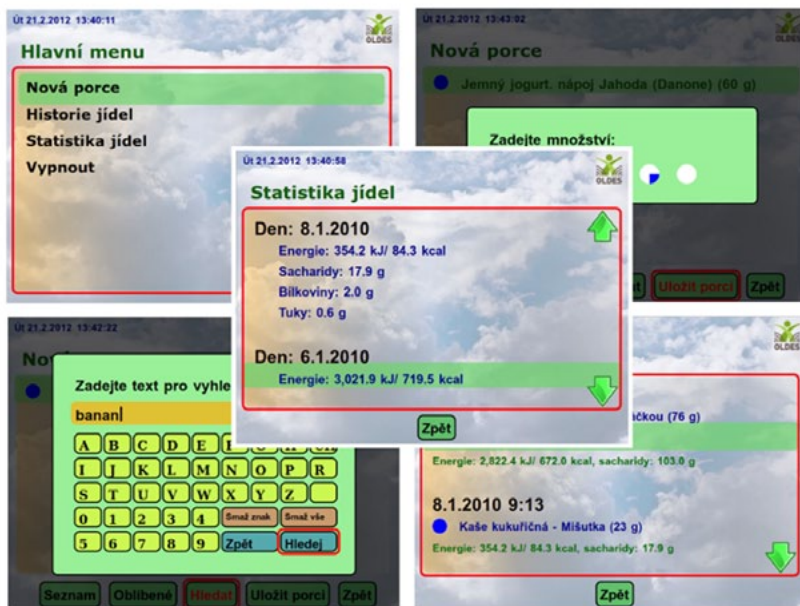 Út 21.2.2012 13:40:11
OLDES
Hlavní menu
Nová porce
Historie jídel
Statistika jídel
Vypnout
Út 21.2.2012 13:43:02
OLDES
Nová porce
Jemný jogurt. nápoj Jahoda (Danone) (60 g)
Zadejte množství:
Uložit porci
Zpět
Út 21.2.2012 13:40:58
OLDES
Statistika jídel
Den: 8.1.2010
Energie: 354.2 kJ/ 84.3 kcal
Sacharidy: 17.9 g
Bílkoviny: 2.0 g
Tuky: 0.6 g
Den: 6.1.2010
Energie: 3,021.9 kJ/ 719.5 kcal
Zpět
Út 21.2.2012 13:42:22
Zadejte text pro
banan
A B C D E
I J K L M N O P R
S T U V W X Y Z
0 1 2 3 4 Smaž znak Smaž vše
5 6 7 8 9 Zpět Hledej
Seznam Oblíbené Hledat Uložit porci Zpět
OLDES
(76 g)
Energie: 2,822.4 kJ/ 672.0 kcal, sacharidy: 103.0 g
8.1.2010 9:13
Kaše kukuřičná - Mišutka (23 g)
Energie: 354.2 kJ/ 84.3 kcal, sacharidy: 17.9 g
Zpět